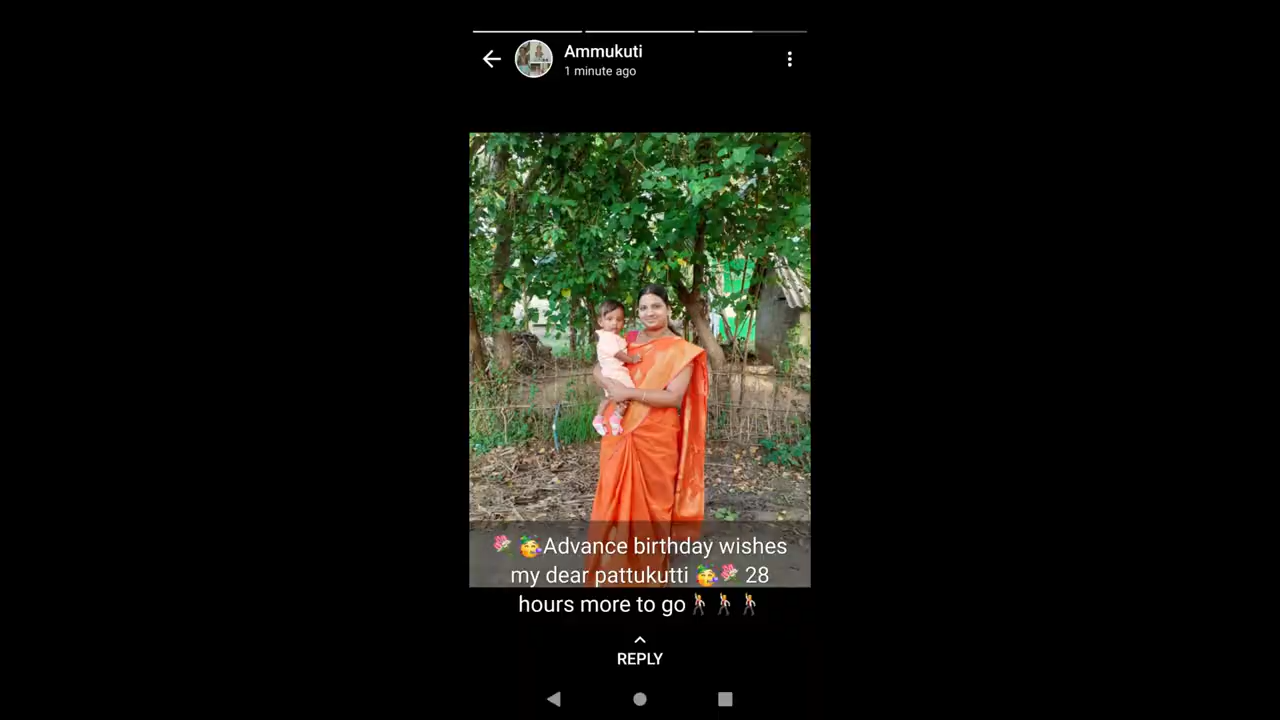 Ammukuti
1 minute ago
💐 🥳Advance birthday wishes
my dear pattukutti 🥳💐 28
hours more to go🕺🕺🕺
REPLY